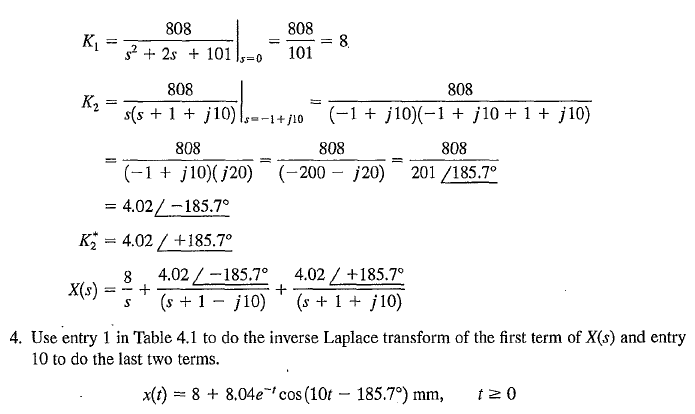 K₁ = 808 / (s² + 2s + 101) |ₛ₌₀ = 808 / 101 = 8.
K₂ = 808 / (s(s + 1 + j10)) |ₛ₌₋₁₊ⱼ₁₀ = 808 / ((−1 + j10)(−1 + j10 + 1 + j10))
= 808 / ((−1 + j10)(j20)) = 808 / (−200 − j20) = 808 / (201 /185.7°)
= 4.02/ −185.7°
K₂* = 4.02 / +185.7°
X(s) = 8/s + (4.02 / −185.7°) / (s + 1 − j10) + (4.02 / +185.7°) / (s + 1 + j10)
4. Use entry 1 in Table 4.1 to do the inverse Laplace transform of the first term of X(s) and entry
10 to do the last two terms.
x(t) = 8 + 8.04e⁻ᵗ cos (10t − 185.7°) mm, t ≥ 0